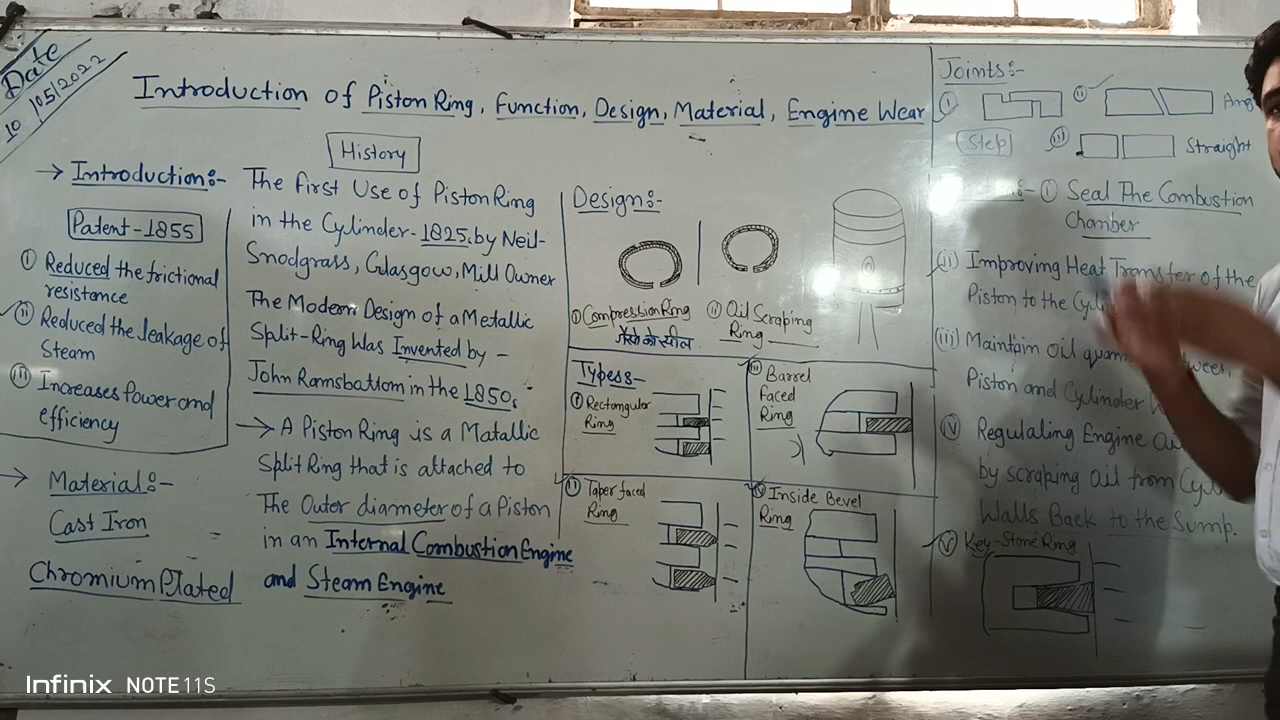 Date
10/05/2022
Introduction of Piston Ring, Function, Design, Material, Engine Wear
→ Introduction:-
Patent-1855
(i) Reduced the frictional
resistance
(ii) Reduced the leakage of
Steam
(iii) Increases Power and
efficiency
→ Material:-
Cast Iron
Chromium Plated
History
The First Use of Piston Ring
in the Cylinder-1825, by Neil-
Snodgrass, Glasgow, Mill Owner
The Modern Design of a Metallic
Split-Ring Was Invented by -
John Ramsbattom in the 1850s
→ A Piston Ring is a Matallic
Split Ring that is attached to
The Outer diameter of a Piston
in an Internal Combustion Engine
and Steam Engine
Design:-
(i) Compression Ring
(ii) Oil Scraping
Ring
Types:-
(i) Rectangular
Ring
(iii) Barrel
Faced
Ring
(ii) Taper faced
Ring
(iv) Inside Bevel
Ring
Joints:-
(i)
(ii)
Ang
Step
(iii)
Straight
(i) Seal The Combustion
Chamber
(ii) Improving Heat Transfer of the
Piston to the
(iii) Maintain oil
Piston and Cylinder
(iv) Regulaling Engine
by scraping oil from
Walls Back to the Sump.
(v) Key-Stone Ring
Infinix NOTE 11S